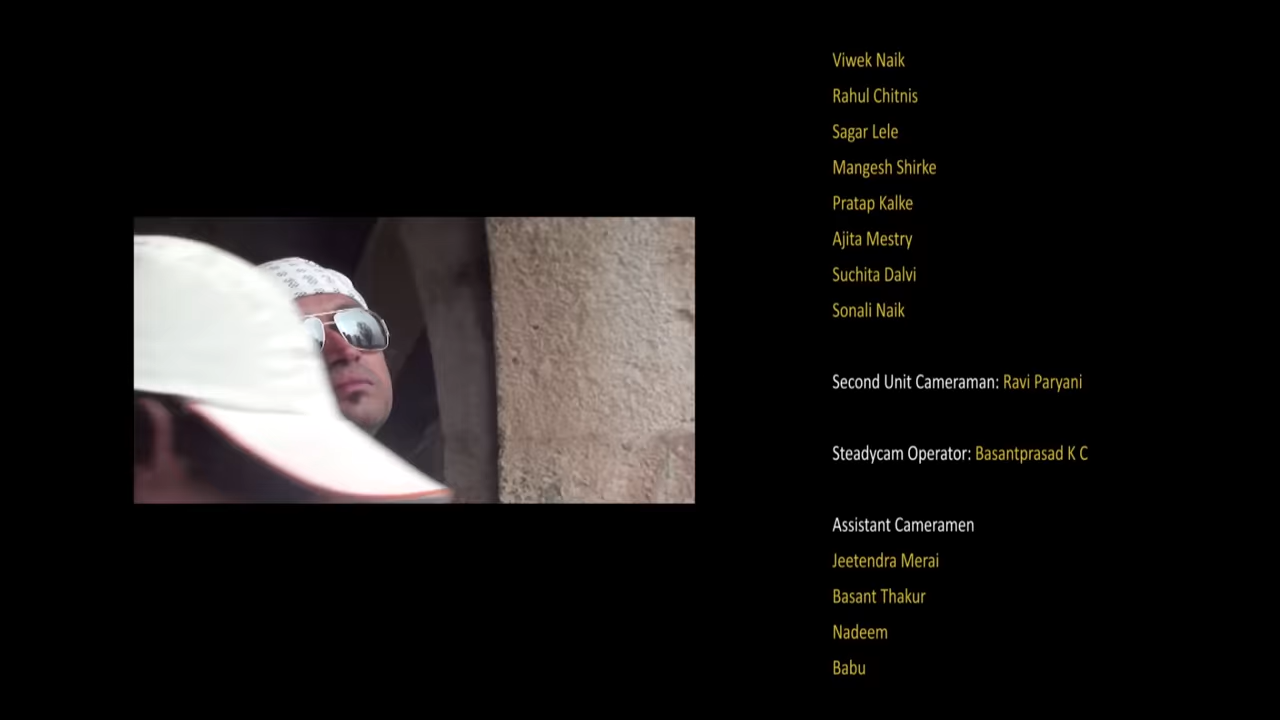 Viwek Naik
Rahul Chitnis
Sagar Lele
Mangesh Shirke
Pratap Kalke
Ajita Mestry
Suchita Dalvi
Sonali Naik
Second Unit Cameraman: Ravi Paryani
Steadycam Operator: Basantprasad K C
Assistant Cameramen
Jeetendra Merai
Basant Thakur
Nadeem
Babu